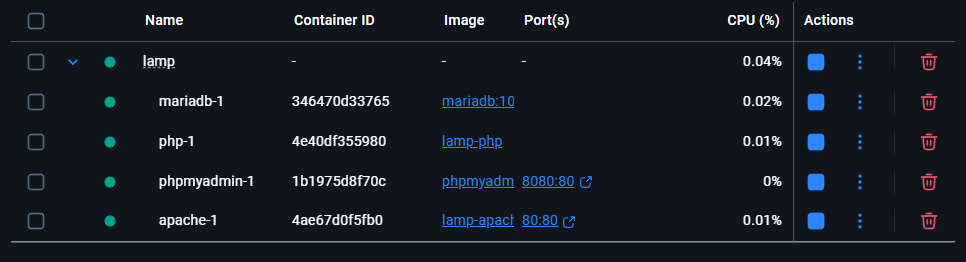 Name Container ID Image Port(s) CPU (%) Actions
lamp - - - 0.04%
mariadb-1 346470d33765 mariadb:10 0.02%
php-1 4e40df355980 lamp-php 0.01%
phpmyadmin-1 1b1975d8f70c phpmyadm 8080:80 0%
apache-1 4ae67d0f5fb0 lamp-apach 80:80 0.01%